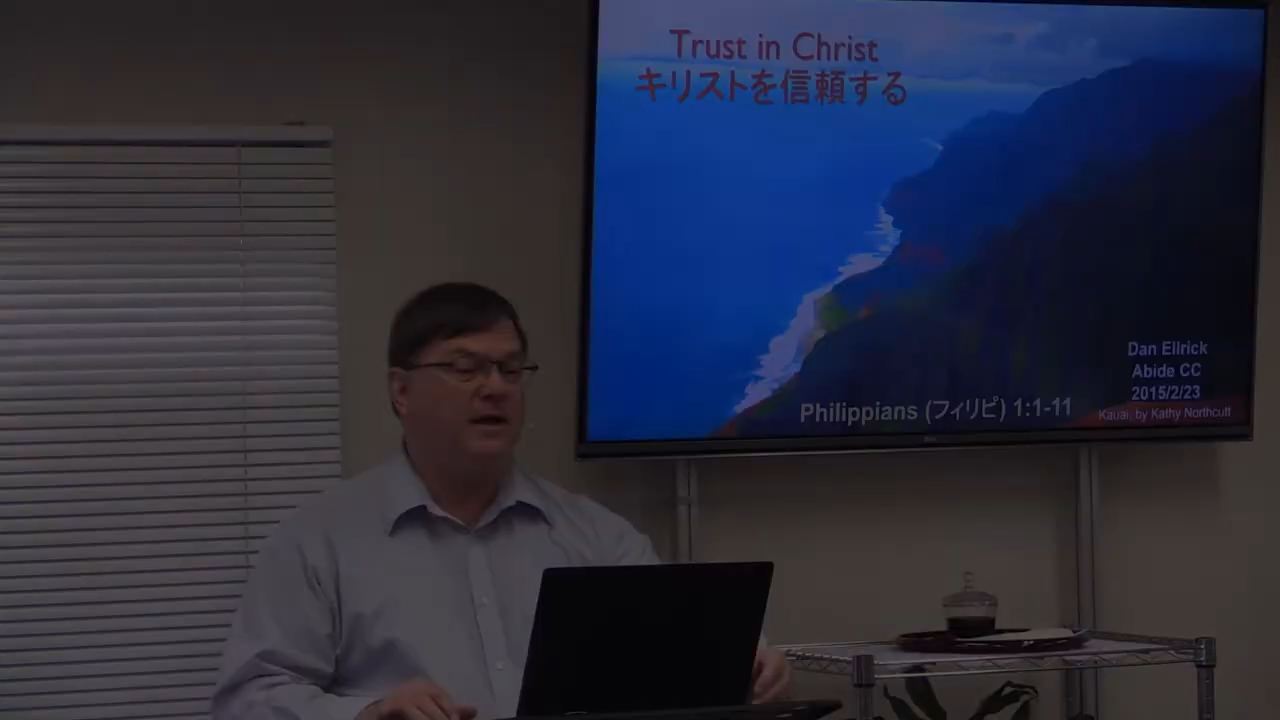 Trust in Christ
キリストを信頼する
Dan Ellrick
Abide CC
2015/2/23
Philippians (フィリピ) 1:1-11
Kauai, by Kathy Northcutt